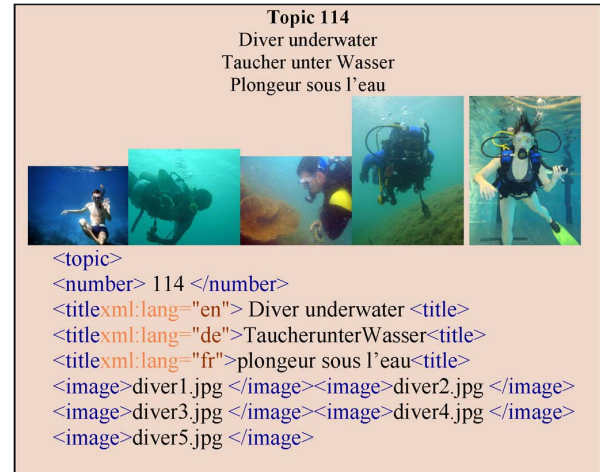 Topic 114
Diver underwater
Taucher unter Wasser
Plongeur sous l’eau
<topic>
<number> 114 </number>
<titlexml:lang="en"> Diver underwater <title>
<titlexml:lang="de">TaucherunterWasser<title>
<titlexml:lang="fr">plongeur sous l’eau<title>
<image>diver1.jpg </image><image>diver2.jpg </image>
<image>diver3.jpg </image><image>diver4.jpg </image>
<image>diver5.jpg </image>